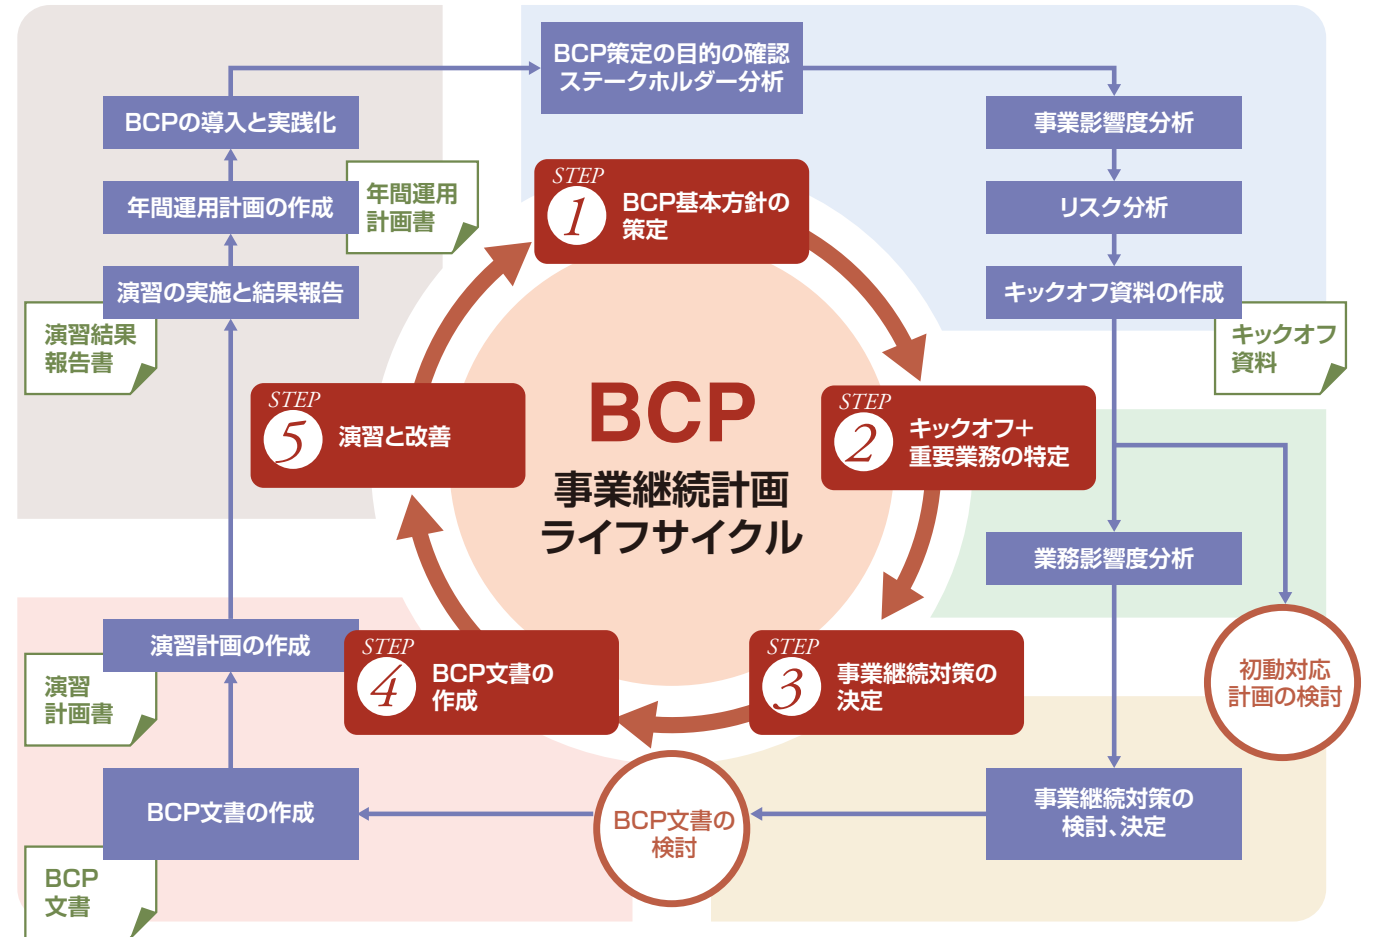 BCP策定の目的の確認
ステークホルダー分析
BCPの導入と実践化
事業影響度分析
年間運用計画の作成
年間運用
計画書
リスク分析
演習の実施と結果報告
演習結果
報告書
キックオフ資料の作成
キックオフ
資料
STEP
1
BCP基本方針の
策定
STEP
2
キックオフ＋
重要業務の特定
STEP
3
事業継続対策の
決定
STEP
4
BCP文書の
作成
STEP
5
演習と改善
BCP
事業継続計画
ライフサイクル
業務影響度分析
初動対応
計画の検討
事業継続対策の
検討、決定
BCP文書の
検討
演習計画の作成
演習
計画書
BCP文書の作成
BCP
文書